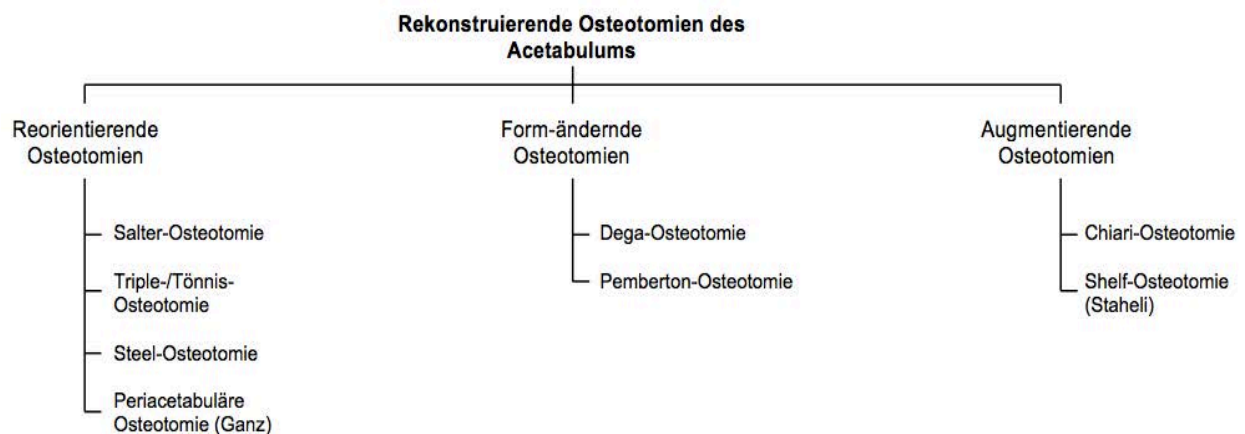 Rekonstruierende Osteotomien des
Acetabulums
Reorientierende
Osteotomien
Salter-Osteotomie
Triple-/Tönnis-
Osteotomie
Steel-Osteotomie
Periacetabuläre
Osteotomie (Ganz)
Form-ändernde
Osteotomien
Dega-Osteotomie
Pemberton-Osteotomie
Augmentierende
Osteotomien
Chiari-Osteotomie
Shelf-Osteotomie
(Staheli)